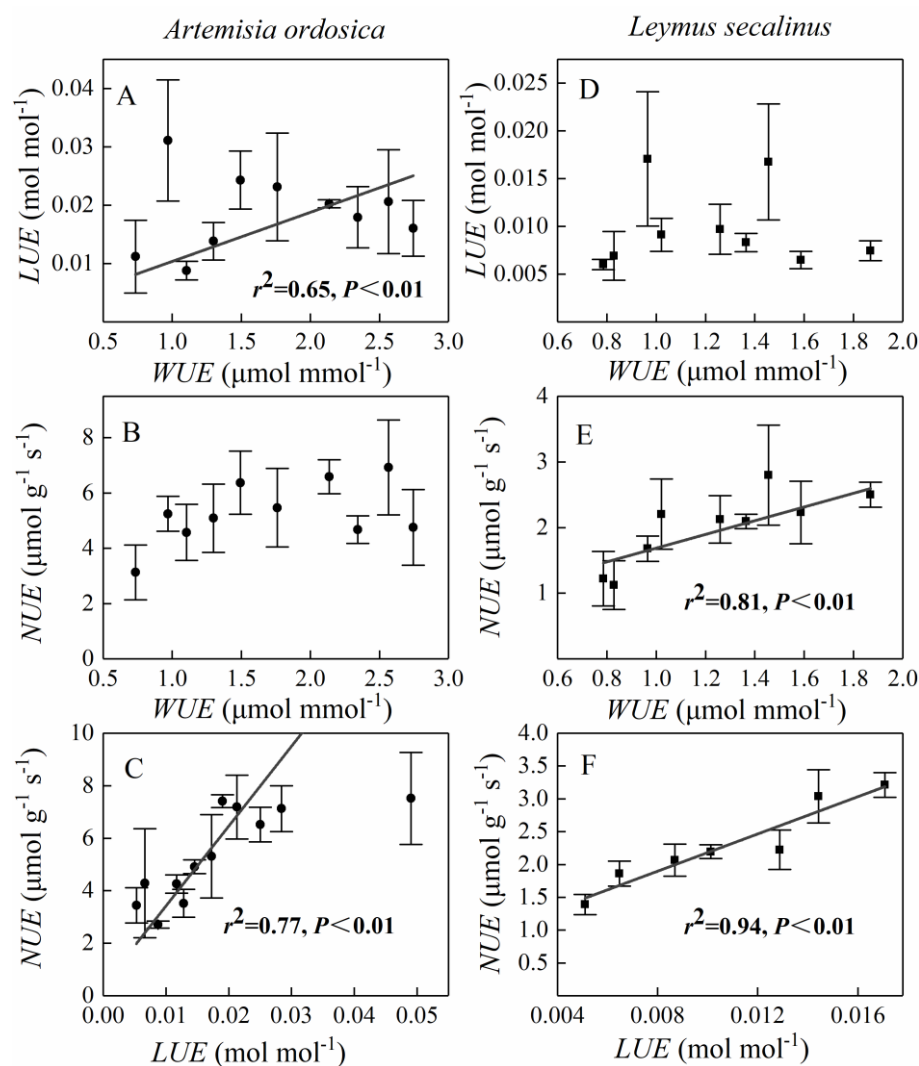 Artemisia ordosica
Leymus secalinus
A
LUE (mol mol⁻¹)
0.04
0.03
0.02
0.01
r²=0.65, P＜0.01
0.5 1.0 1.5 2.0 2.5 3.0
WUE (μmol mmol⁻¹)
D
LUE (mol mol⁻¹)
0.025
0.020
0.015
0.010
0.005
0.6 0.8 1.0 1.2 1.4 1.6 1.8 2.0
WUE (μmol mmol⁻¹)
B
NUE (μmol g⁻¹ s⁻¹)
8
6
4
2
0
0.5 1.0 1.5 2.0 2.5 3.0
WUE (μmol mmol⁻¹)
E
NUE (μmol g⁻¹ s⁻¹)
4
3
2
1
r²=0.81, P＜0.01
0.6 0.8 1.0 1.2 1.4 1.6 1.8 2.0
WUE (μmol mmol⁻¹)
C
NUE (μmol g⁻¹ s⁻¹)
10
8
6
4
2
0
r²=0.77, P＜0.01
0.00 0.01 0.02 0.03 0.04 0.05
LUE (mol mol⁻¹)
F
NUE (μmol g⁻¹ s⁻¹)
4.0
3.5
3.0
2.5
2.0
1.5
1.0
0.5
r²=0.94, P＜0.01
0.004 0.008 0.012 0.016
LUE (mol mol⁻¹)